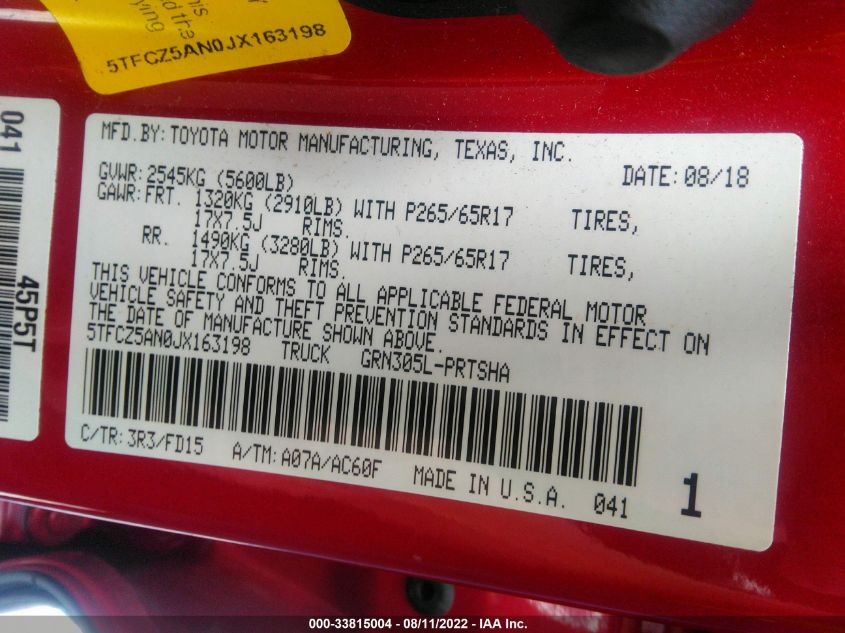 his
d the
ying
5TFCZ5AN0JX163198
041
45P5T
MFD.BY: TOYOTA MOTOR MANUFACTURING, TEXAS, INC.
DATE: 08/18
GVWR: 2545KG (5600LB)
GAWR: FRT. 1320KG (2910LB) WITH P265/65R17 TIRES,
17X7.5J RIMS.
RR. 1490KG (3280LB) WITH P265/65R17 TIRES,
17X7.5J RIMS.
THIS VEHICLE CONFORMS TO ALL APPLICABLE FEDERAL MOTOR
VEHICLE SAFETY AND THEFT PREVENTION STANDARDS IN EFFECT ON
THE DATE OF MANUFACTURE SHOWN ABOVE.
5TFCZ5AN0JX163198 TRUCK GRN305L-PRTSHA
C/TR: 3R3/FD15 A/TM: A07A/AC60F MADE IN U.S.A. 041 1
000-33815004 - 08/11/2022 - IAA Inc.